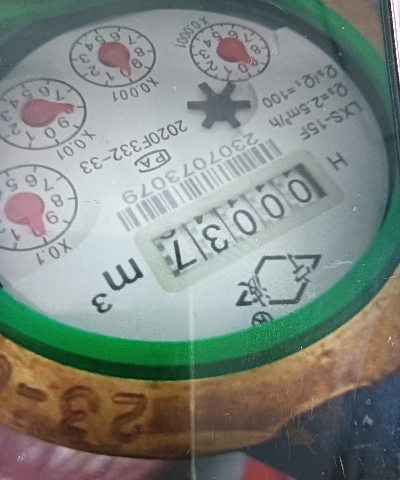 m³
00037
H
2307073079
PA
2020F332-33
LXS-15F
Q₃=2.5m³/h
Q₃/Q₁=100
X0.1
X0.01
X0.001
X0.0001